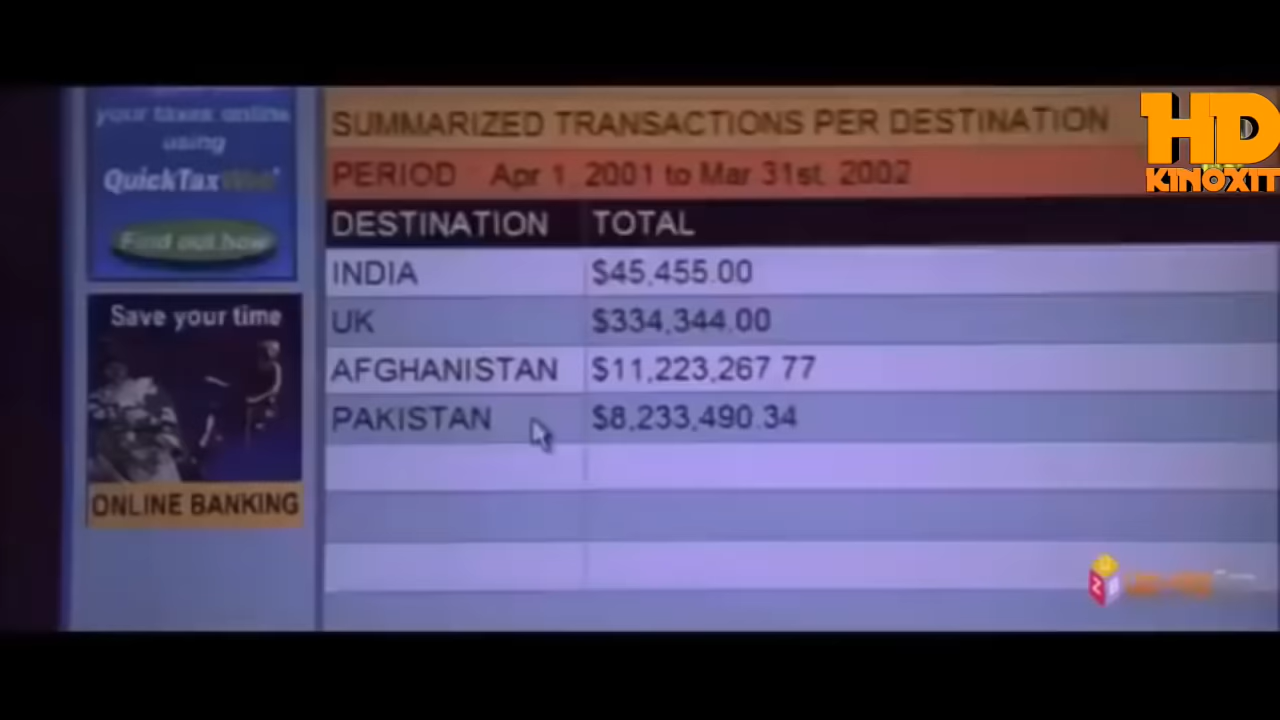 your taxes online
using
QuickTaxWeb
Find out how
Save your time
ONLINE BANKING
SUMMARIZED TRANSACTIONS PER DESTINATION
PERIOD Apr 1, 2001 to Mar 31st, 2002
DESTINATION TOTAL
INDIA $45,455.00
UK $334,344.00
AFGHANISTAN $11,223,267 77
PAKISTAN $8,233,490.34
HD
KINOXIT